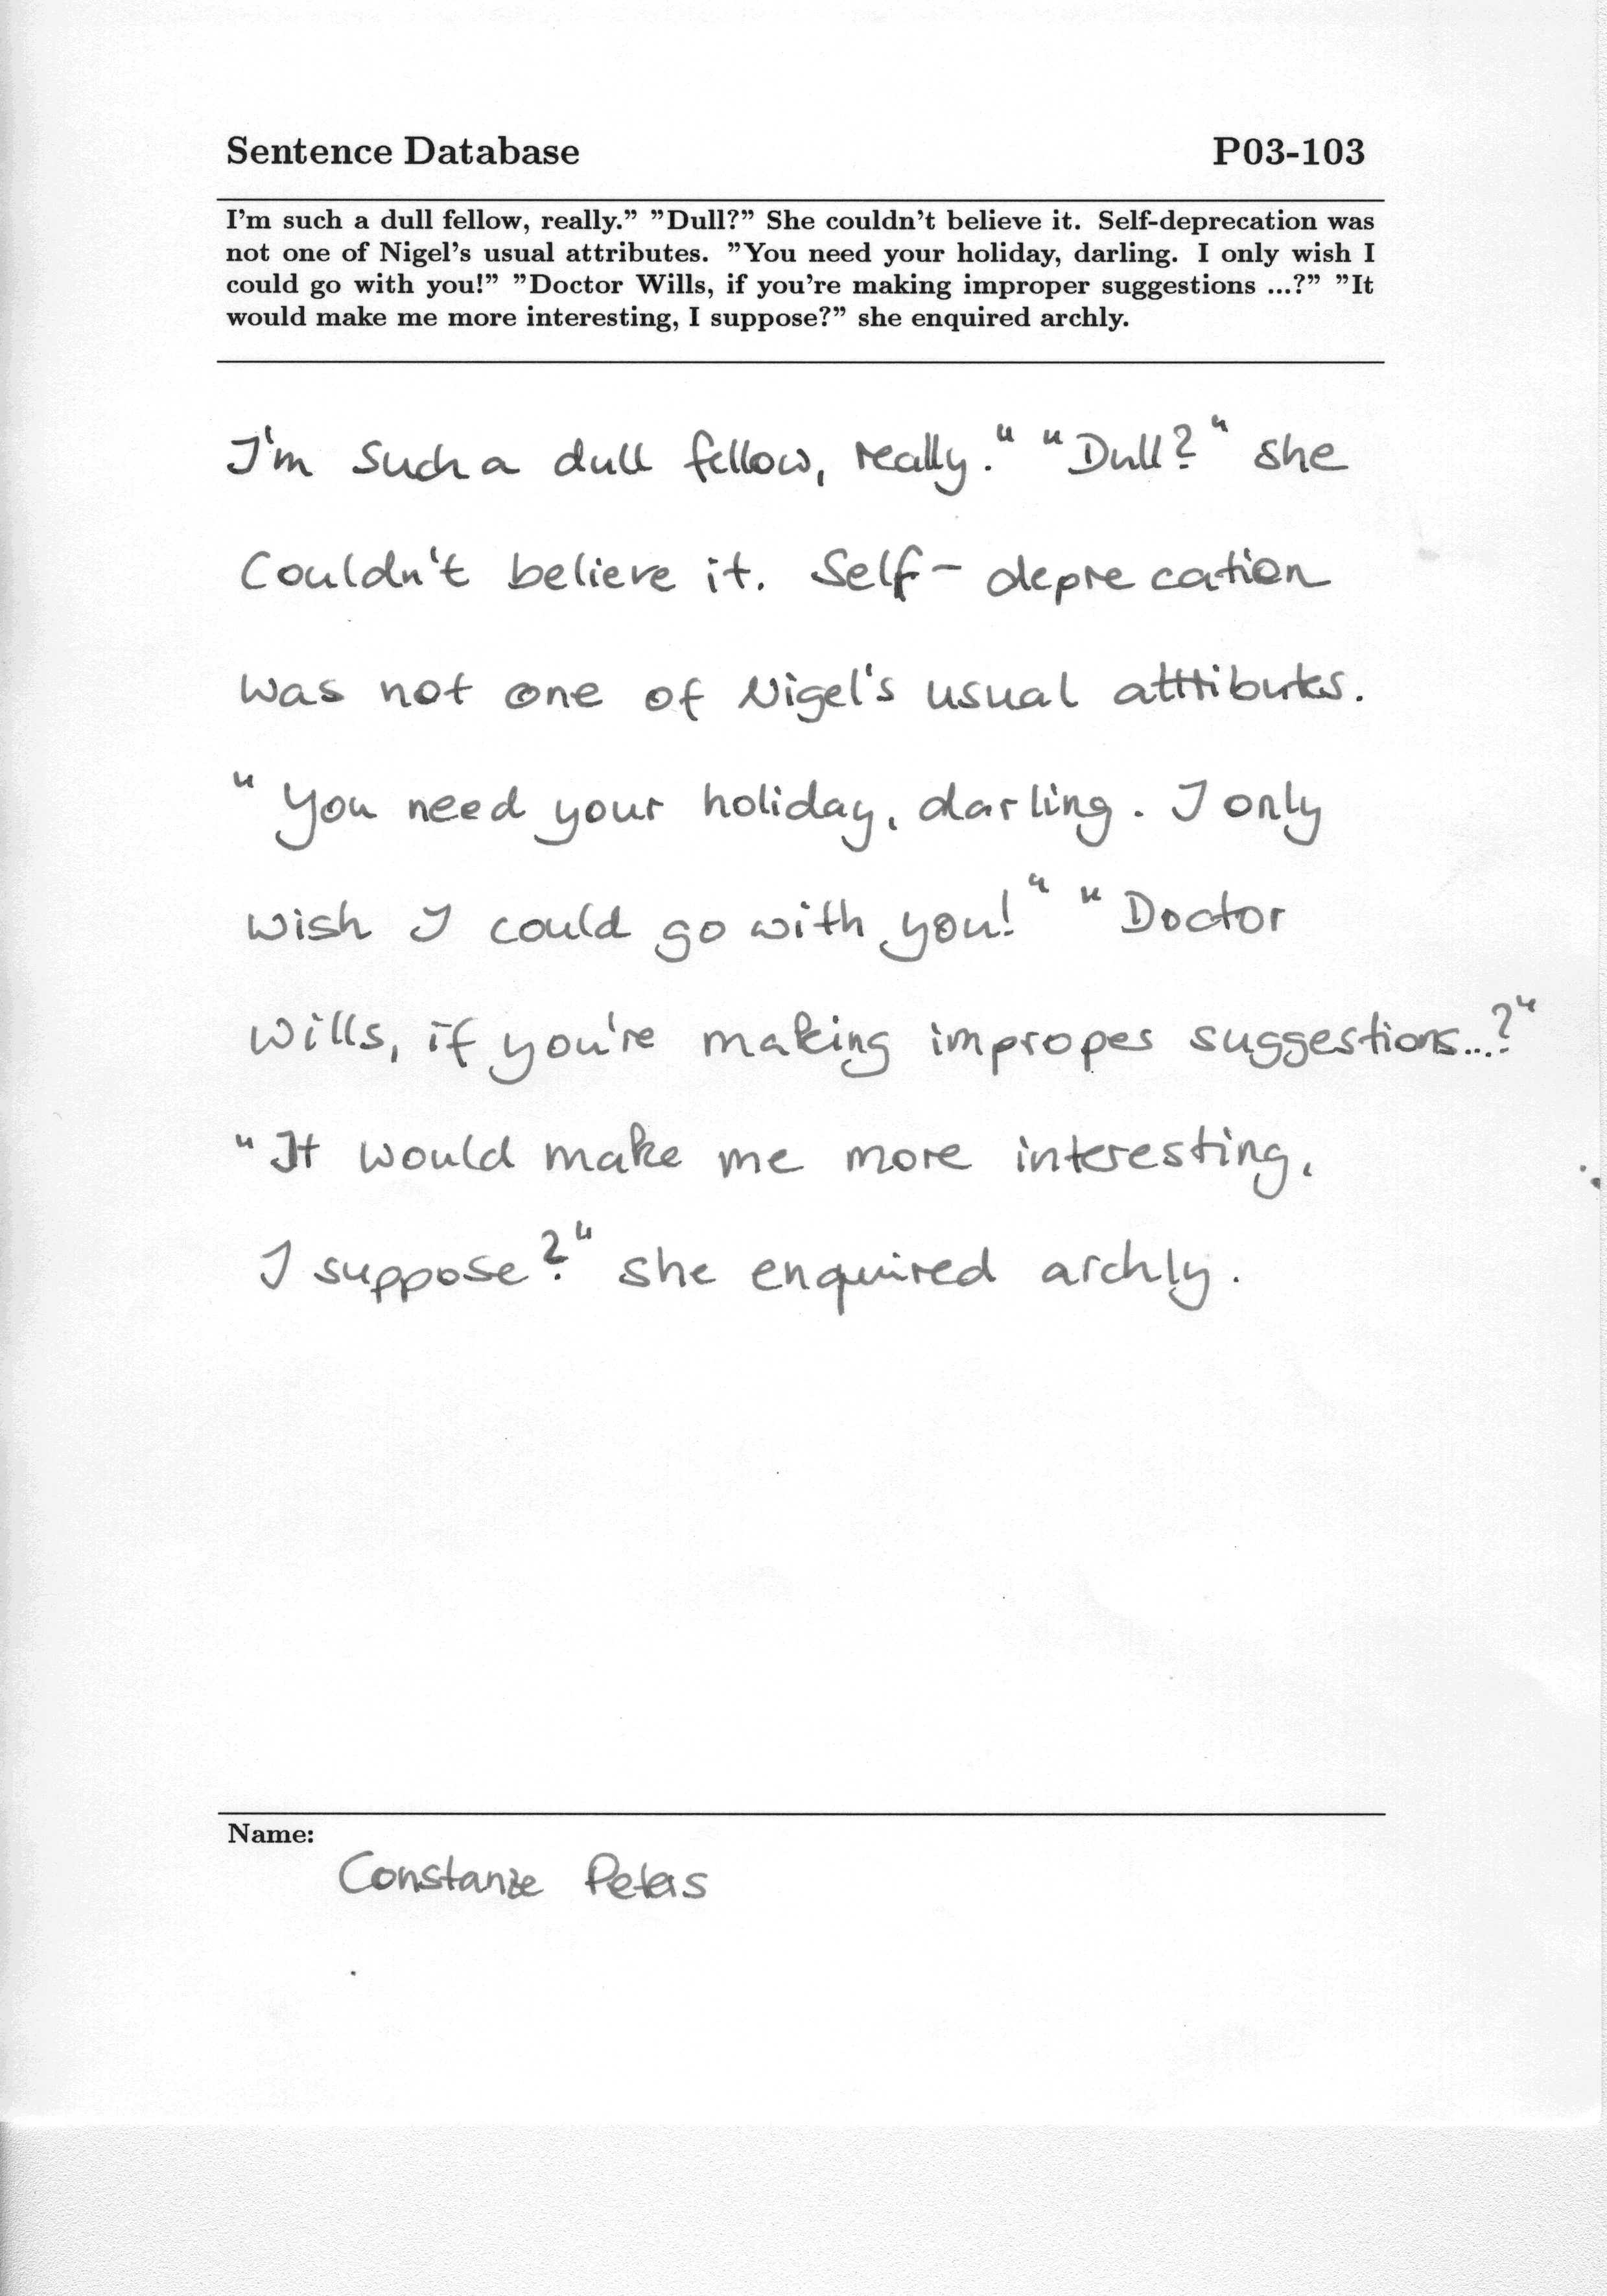 Sentence Database P03-103
I'm such a dull fellow, really.” ”Dull?” She couldn't believe it. Self-deprecation was
not one of Nigel's usual attributes. ”You need your holiday, darling. I only wish I
could go with you!” ”Doctor Wills, if you're making improper suggestions ...?” ”It
would make me more interesting, I suppose?” she enquired archly.
I'm such a dull fellow, really." "Dull?" she
Couldn't believe it. Self-deprecation
was not one of Nigel's usual attributes.
"You need your holiday, darling. I only
wish I could go with you!" "Doctor
Wills, if you're making improper suggestions...?"
"It would make me more interesting,
I suppose?" she enquired archly.
Name:
Constanze Peters